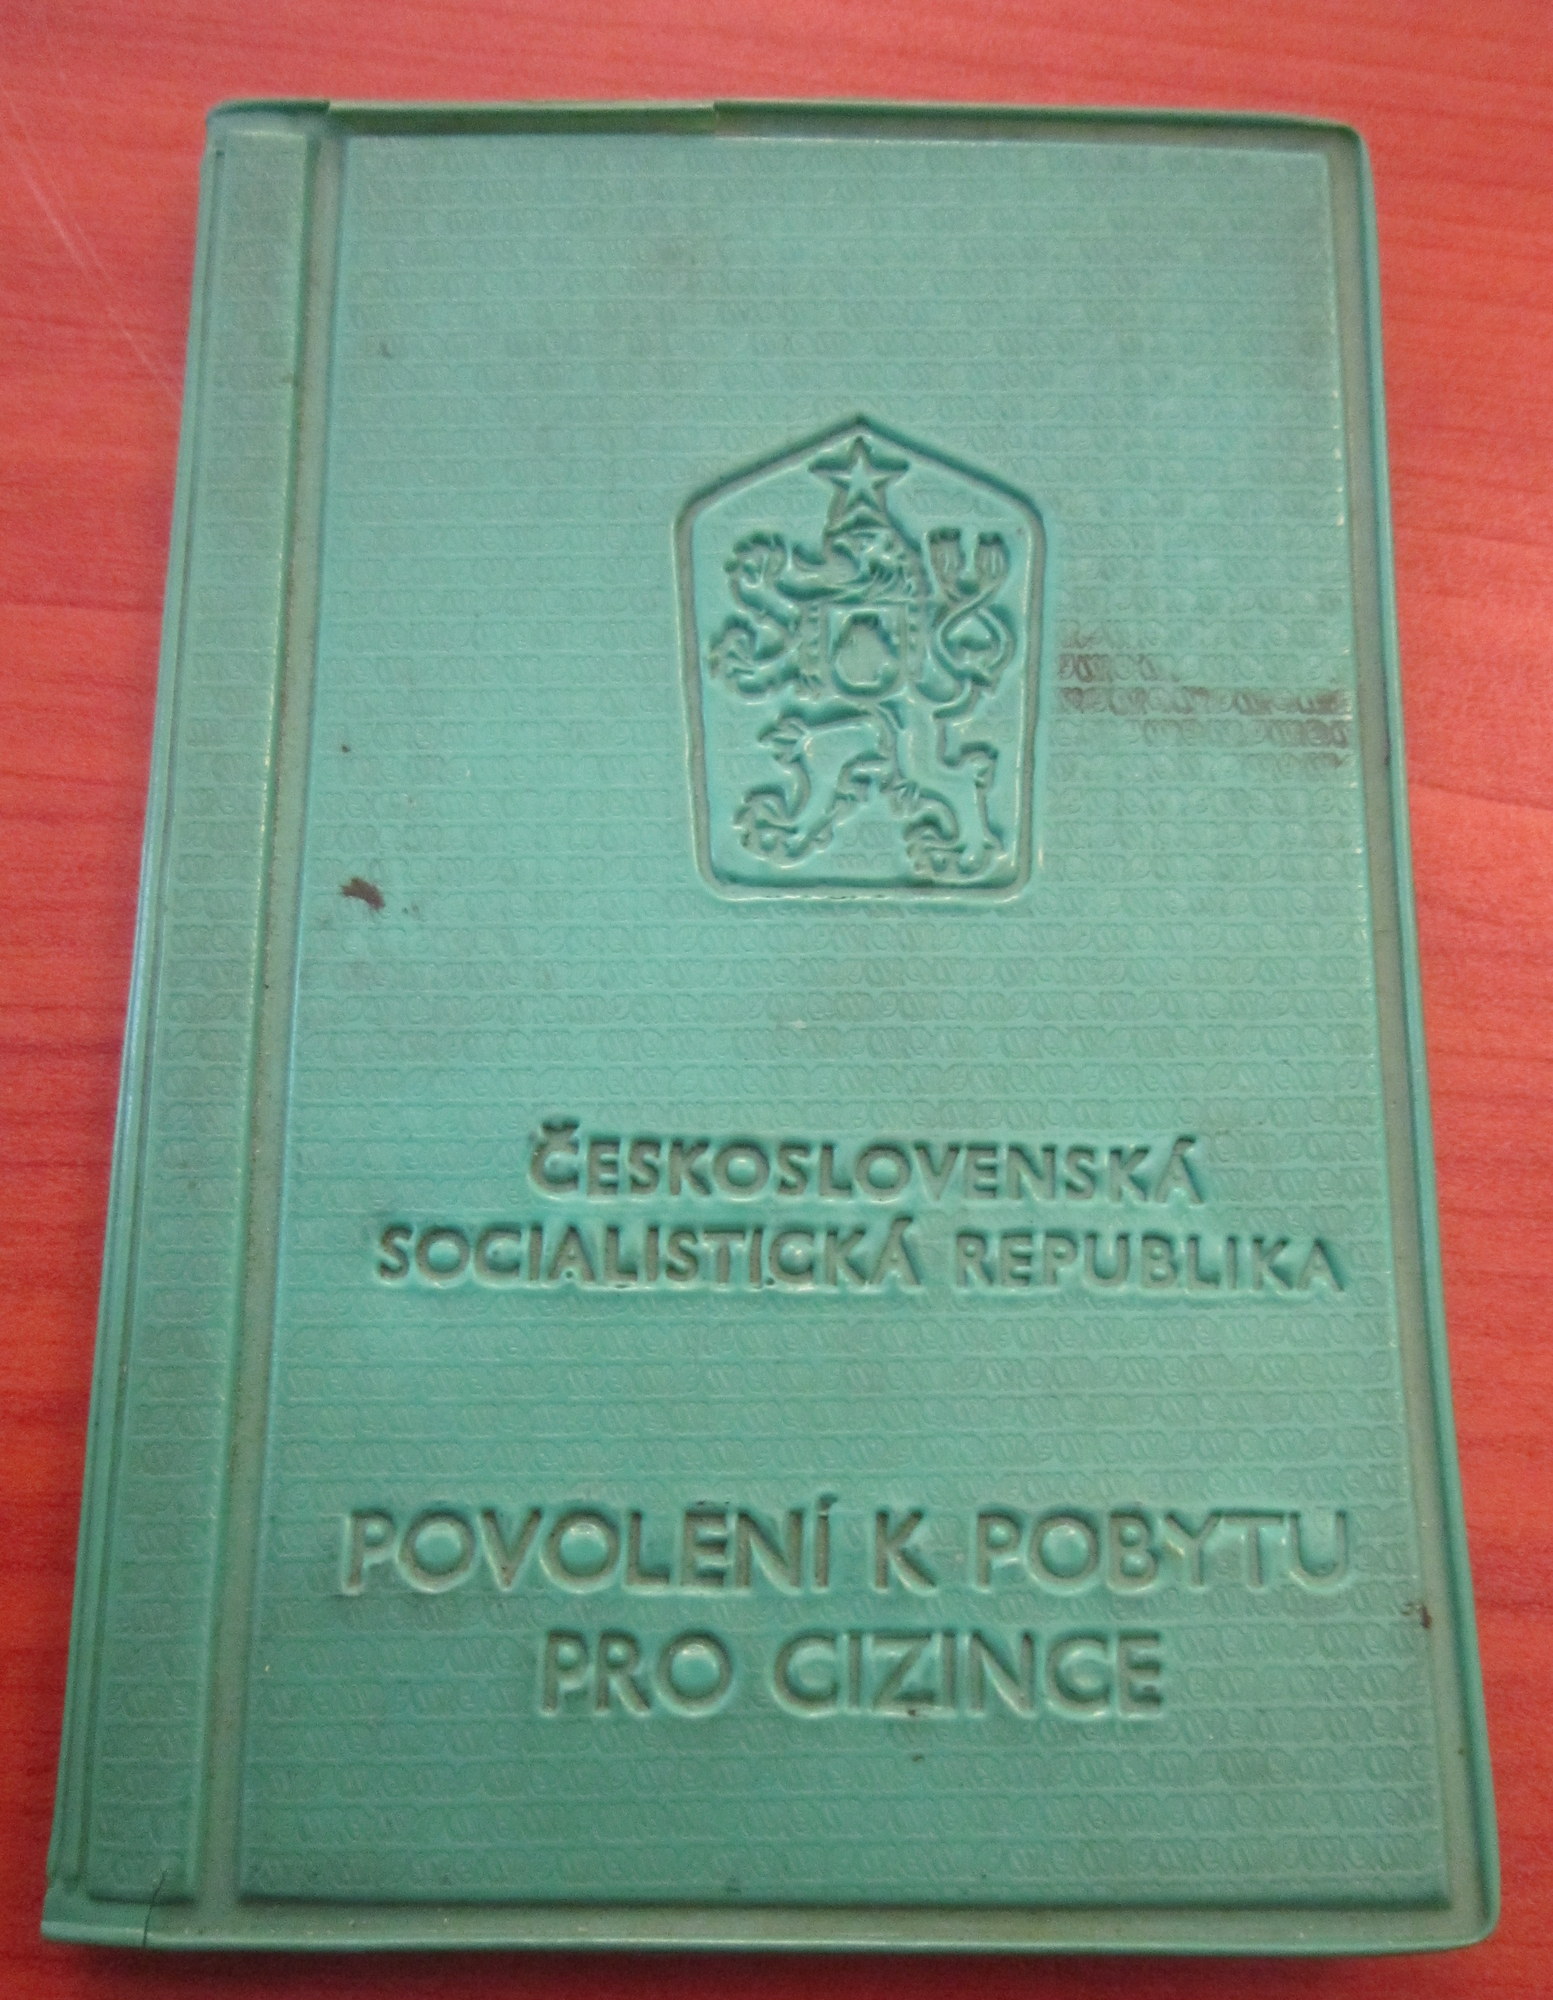 ČESKOSLOVENSKÁ
SOCIALISTICKÁ REPUBLIKA
POVOLENÍ K POBYTU
PRO CIZINCE